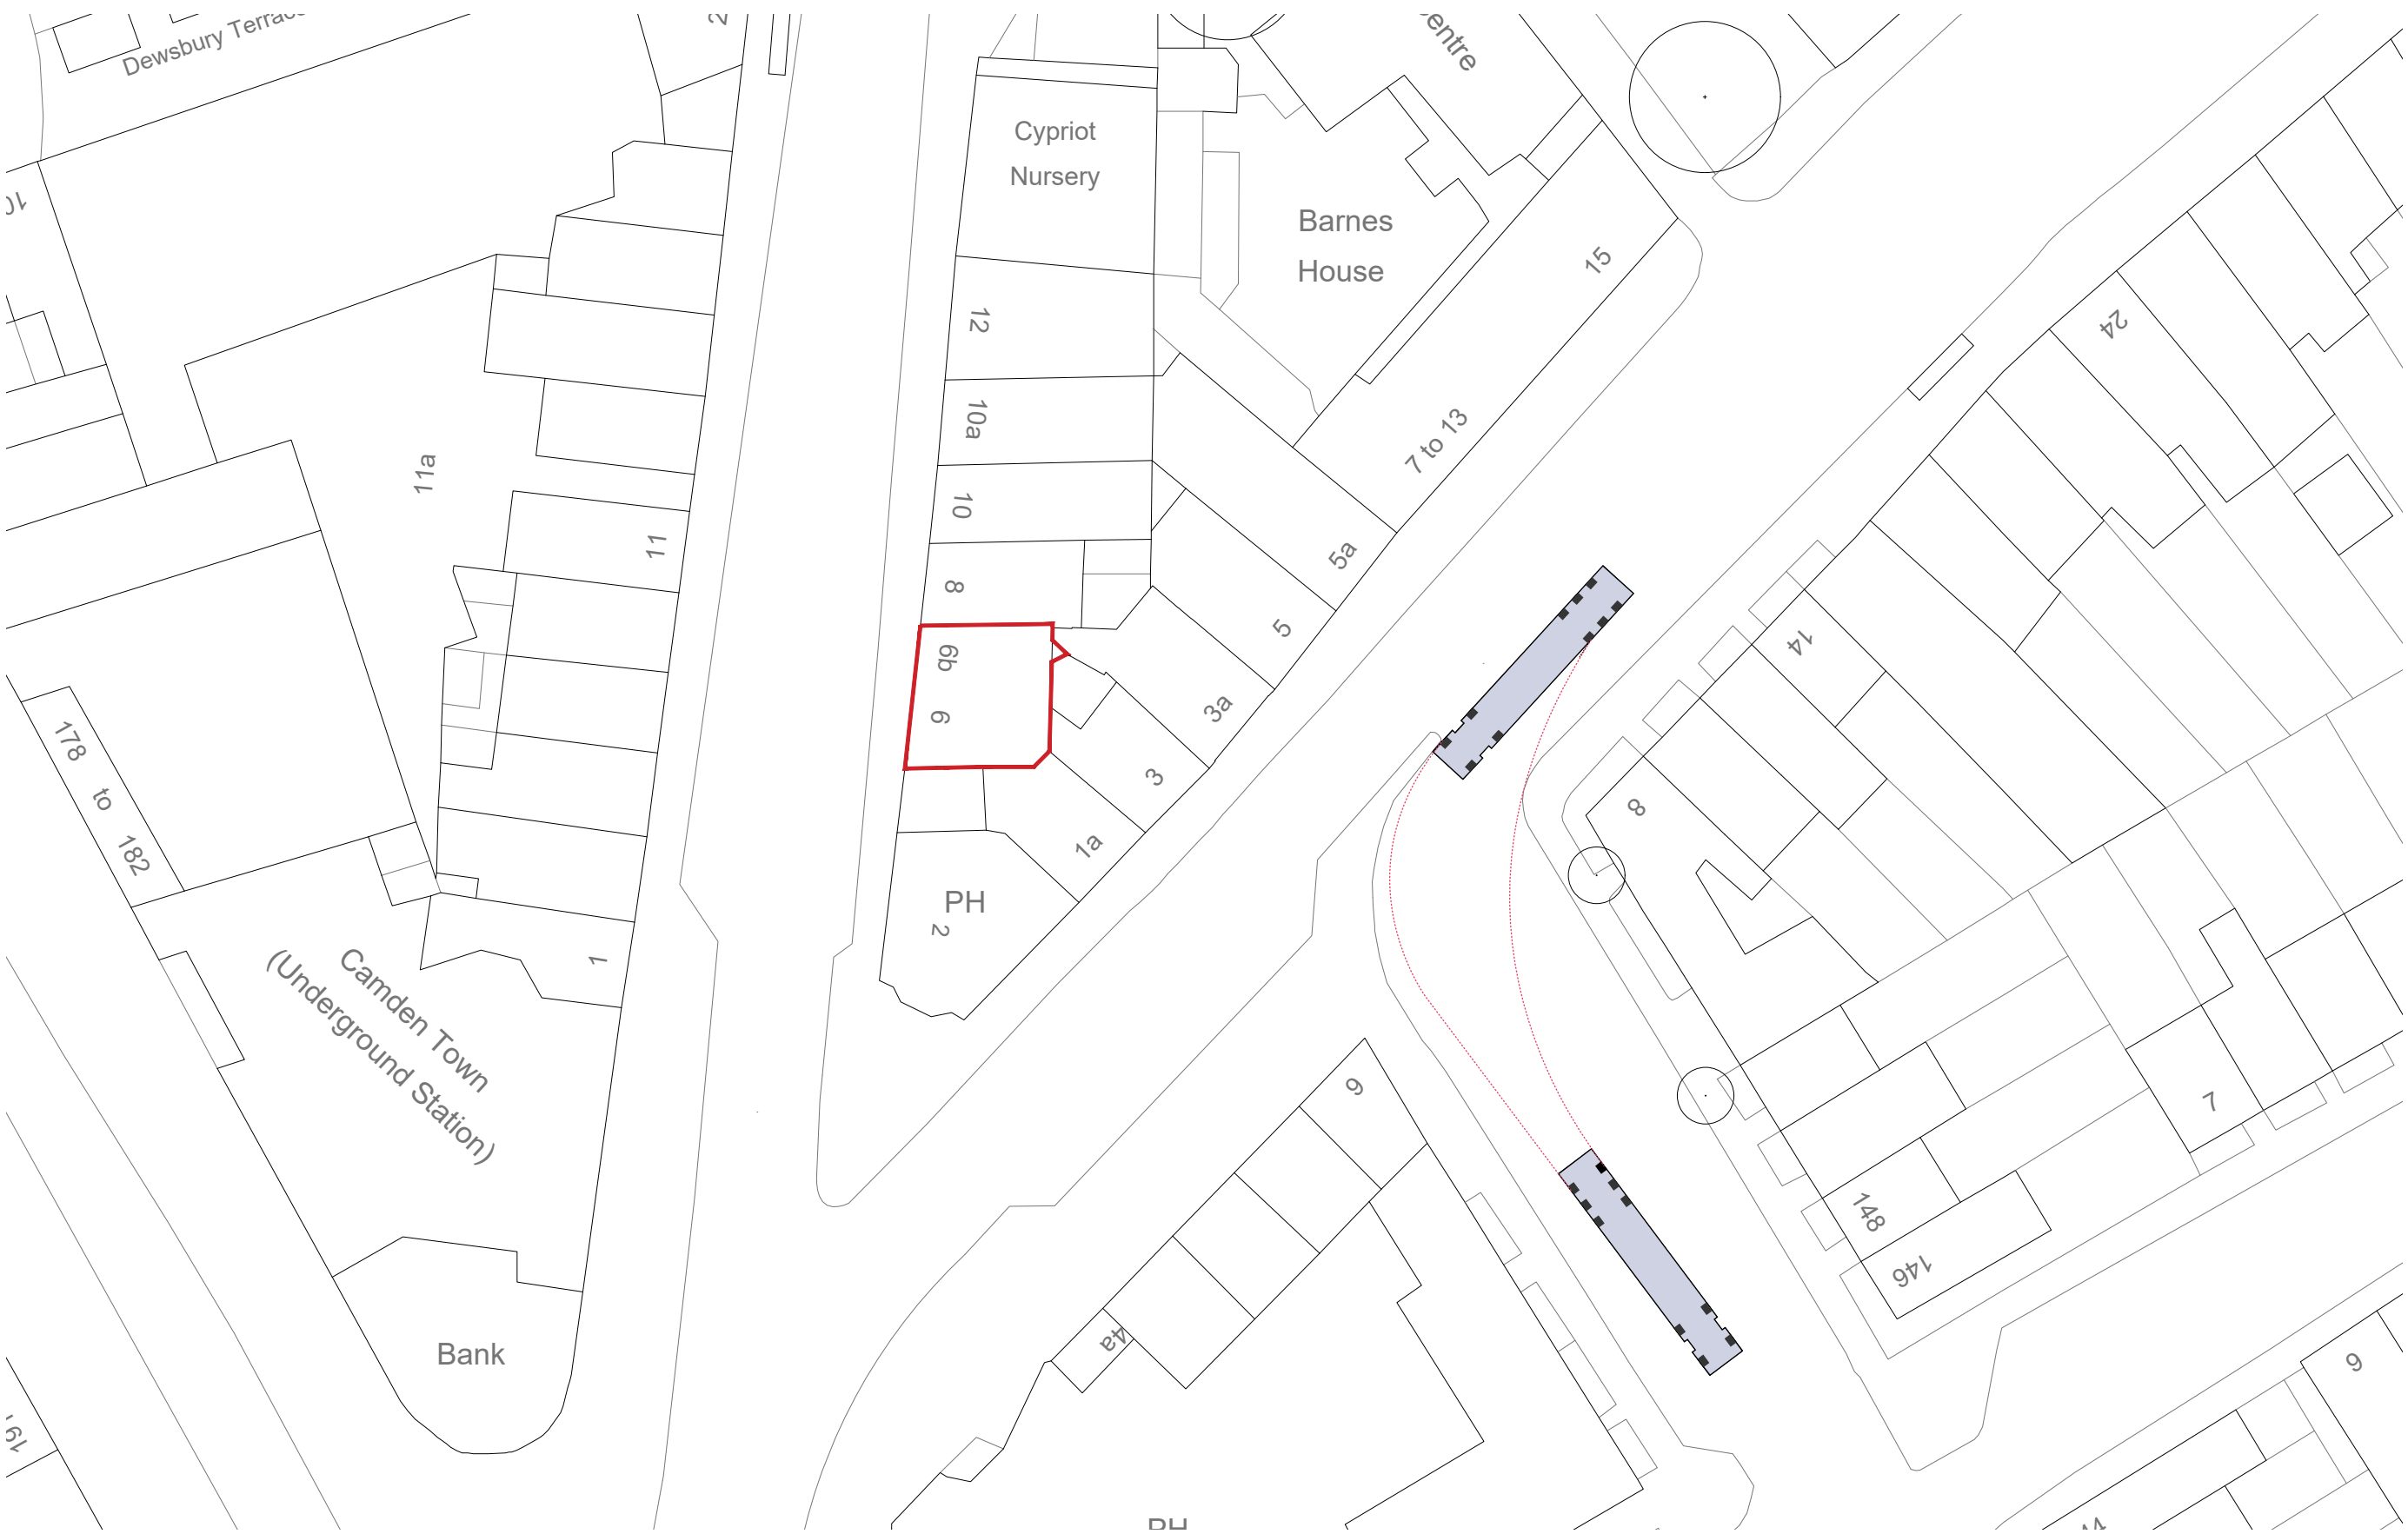 Dewsbury Terrace
Cypriot
Nursery
entre
Barnes
House
15
12
10a
7 to 13
24
11a
10
11
8
5a
5
14
6b
6
3a
3
178
to
182
8
1a
PH
2
1
Camden Town
(Underground Station)
9
7
148
146
4a
Bank
9